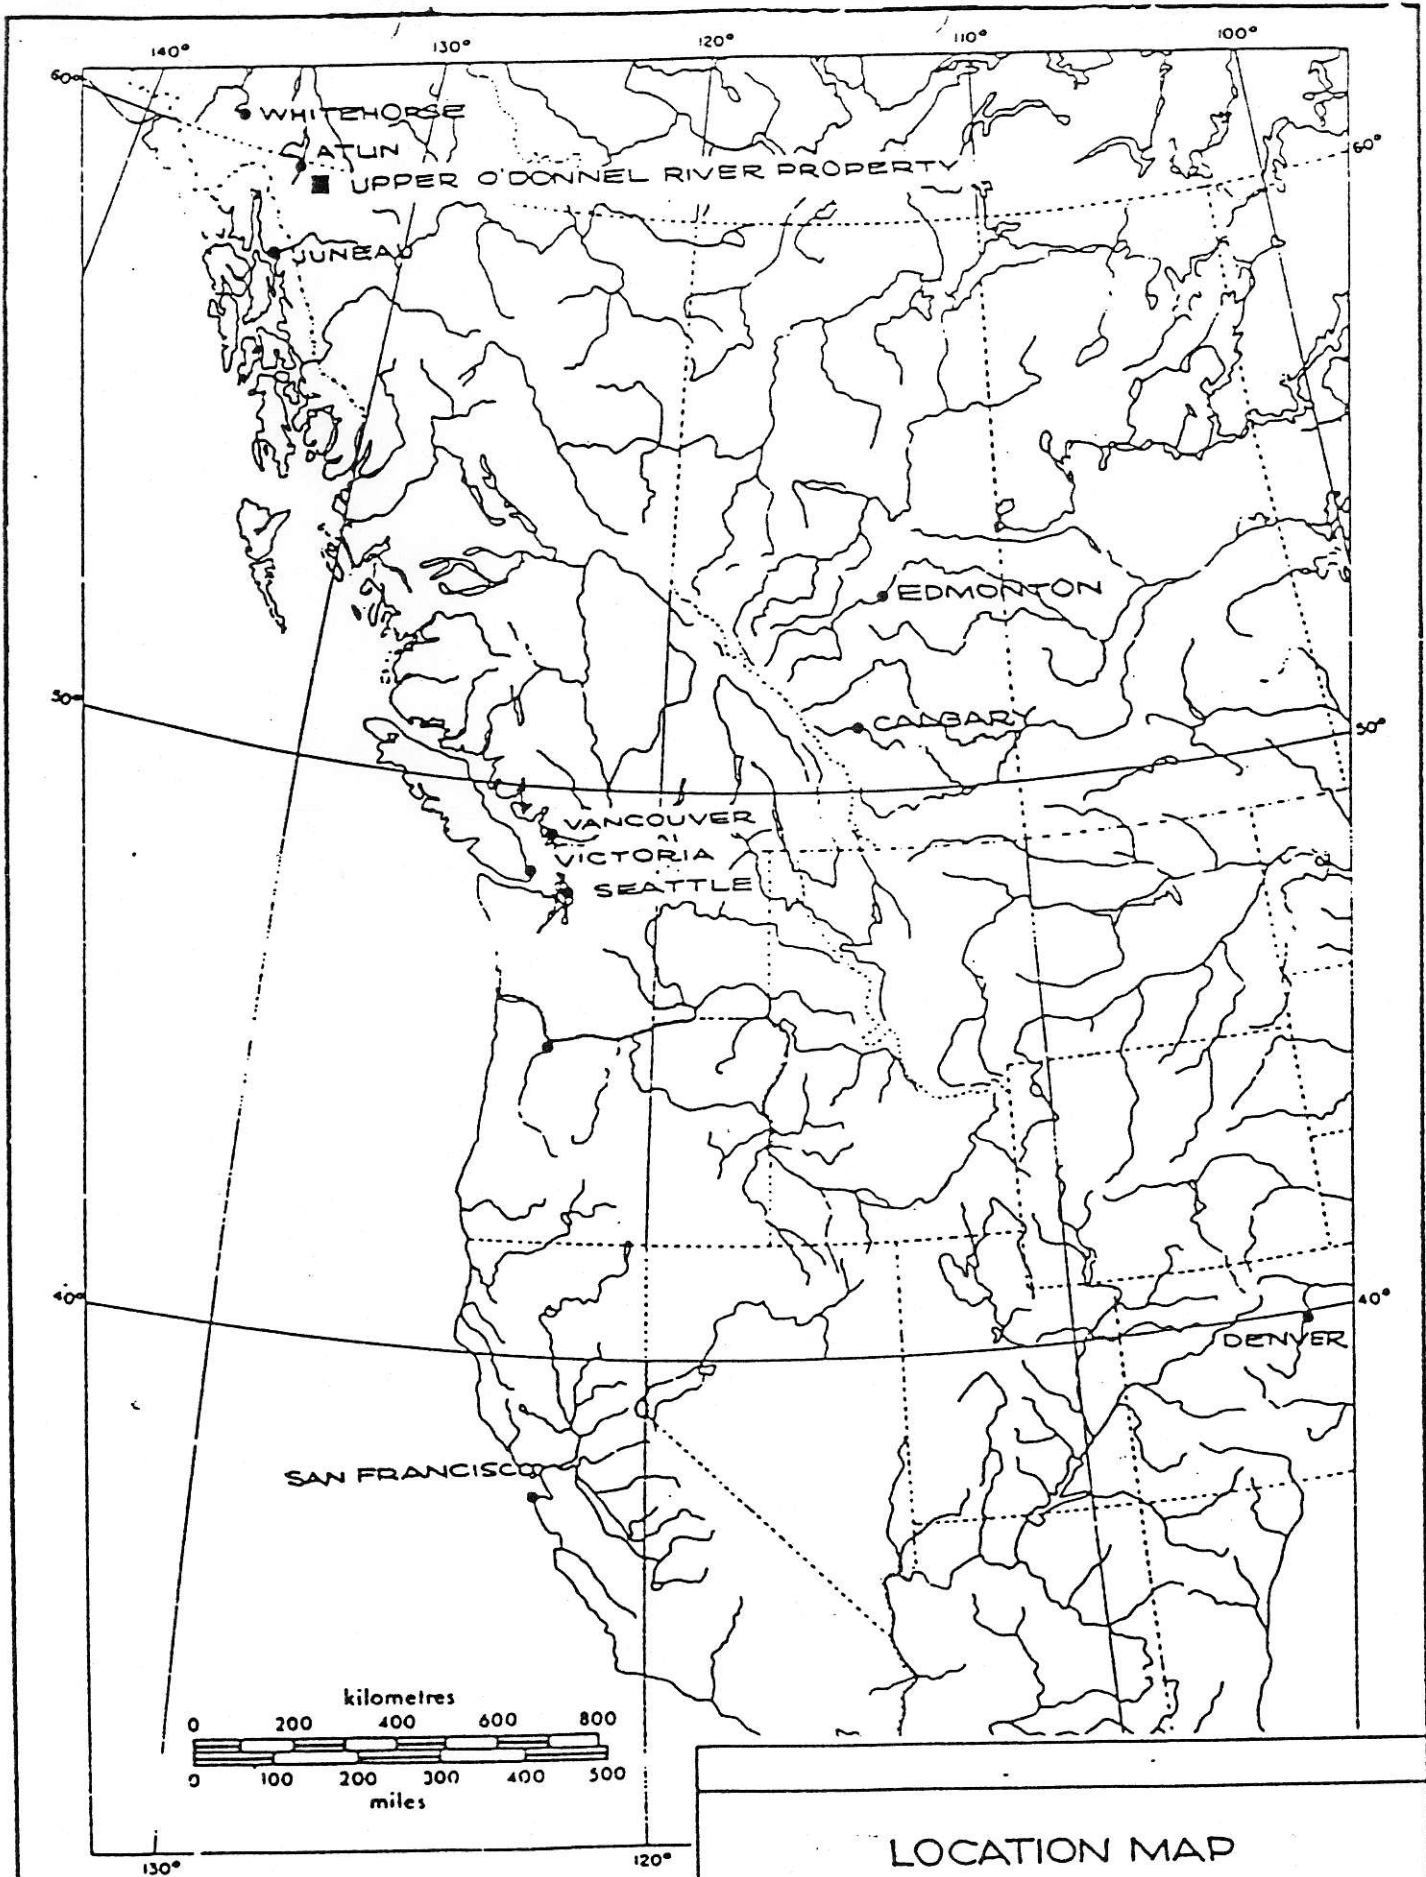 140° 130° 120° 110° 100°
60°
WHITEHORSE
ATLIN
60°
UPPER O'DONNEL RIVER PROPERTY
JUNEAU
EDMONTON
50°
CALGARY
50°
VANCOUVER
VICTORIA
SEATTLE
40°
40°
DENVER
SAN FRANCISCO
kilometres
0 200 400 600 800
0 100 200 300 400 500
miles
LOCATION MAP
130° 120°